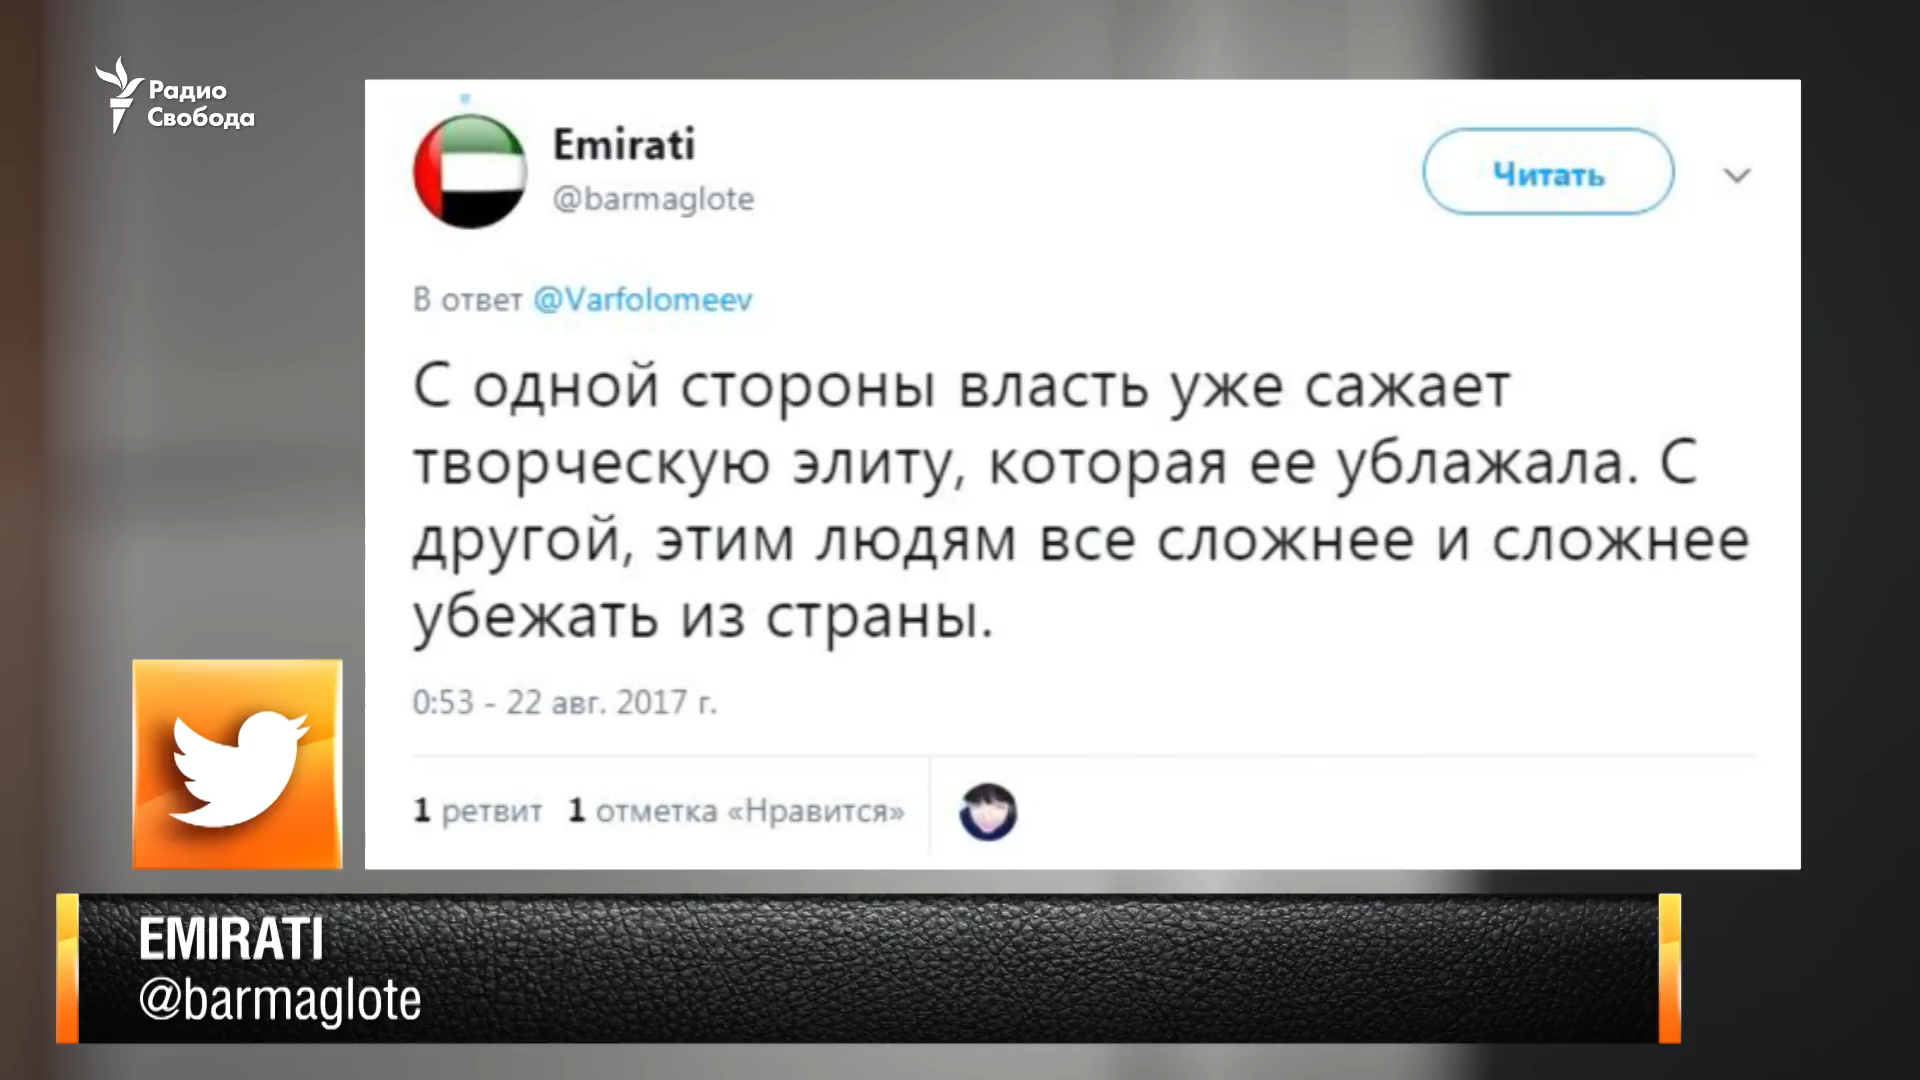 Радио
Свобода
Emirati
@barmaglote
Читать
В ответ @Varfolomeev
С одной стороны власть уже сажает
творческую элиту, которая ее ублажала. С
другой, этим людям все сложнее и сложнее
убежать из страны.
0:53 - 22 авг. 2017 г.
1 ретвит 1 отметка «Нравится»
EMIRATI
@barmaglote